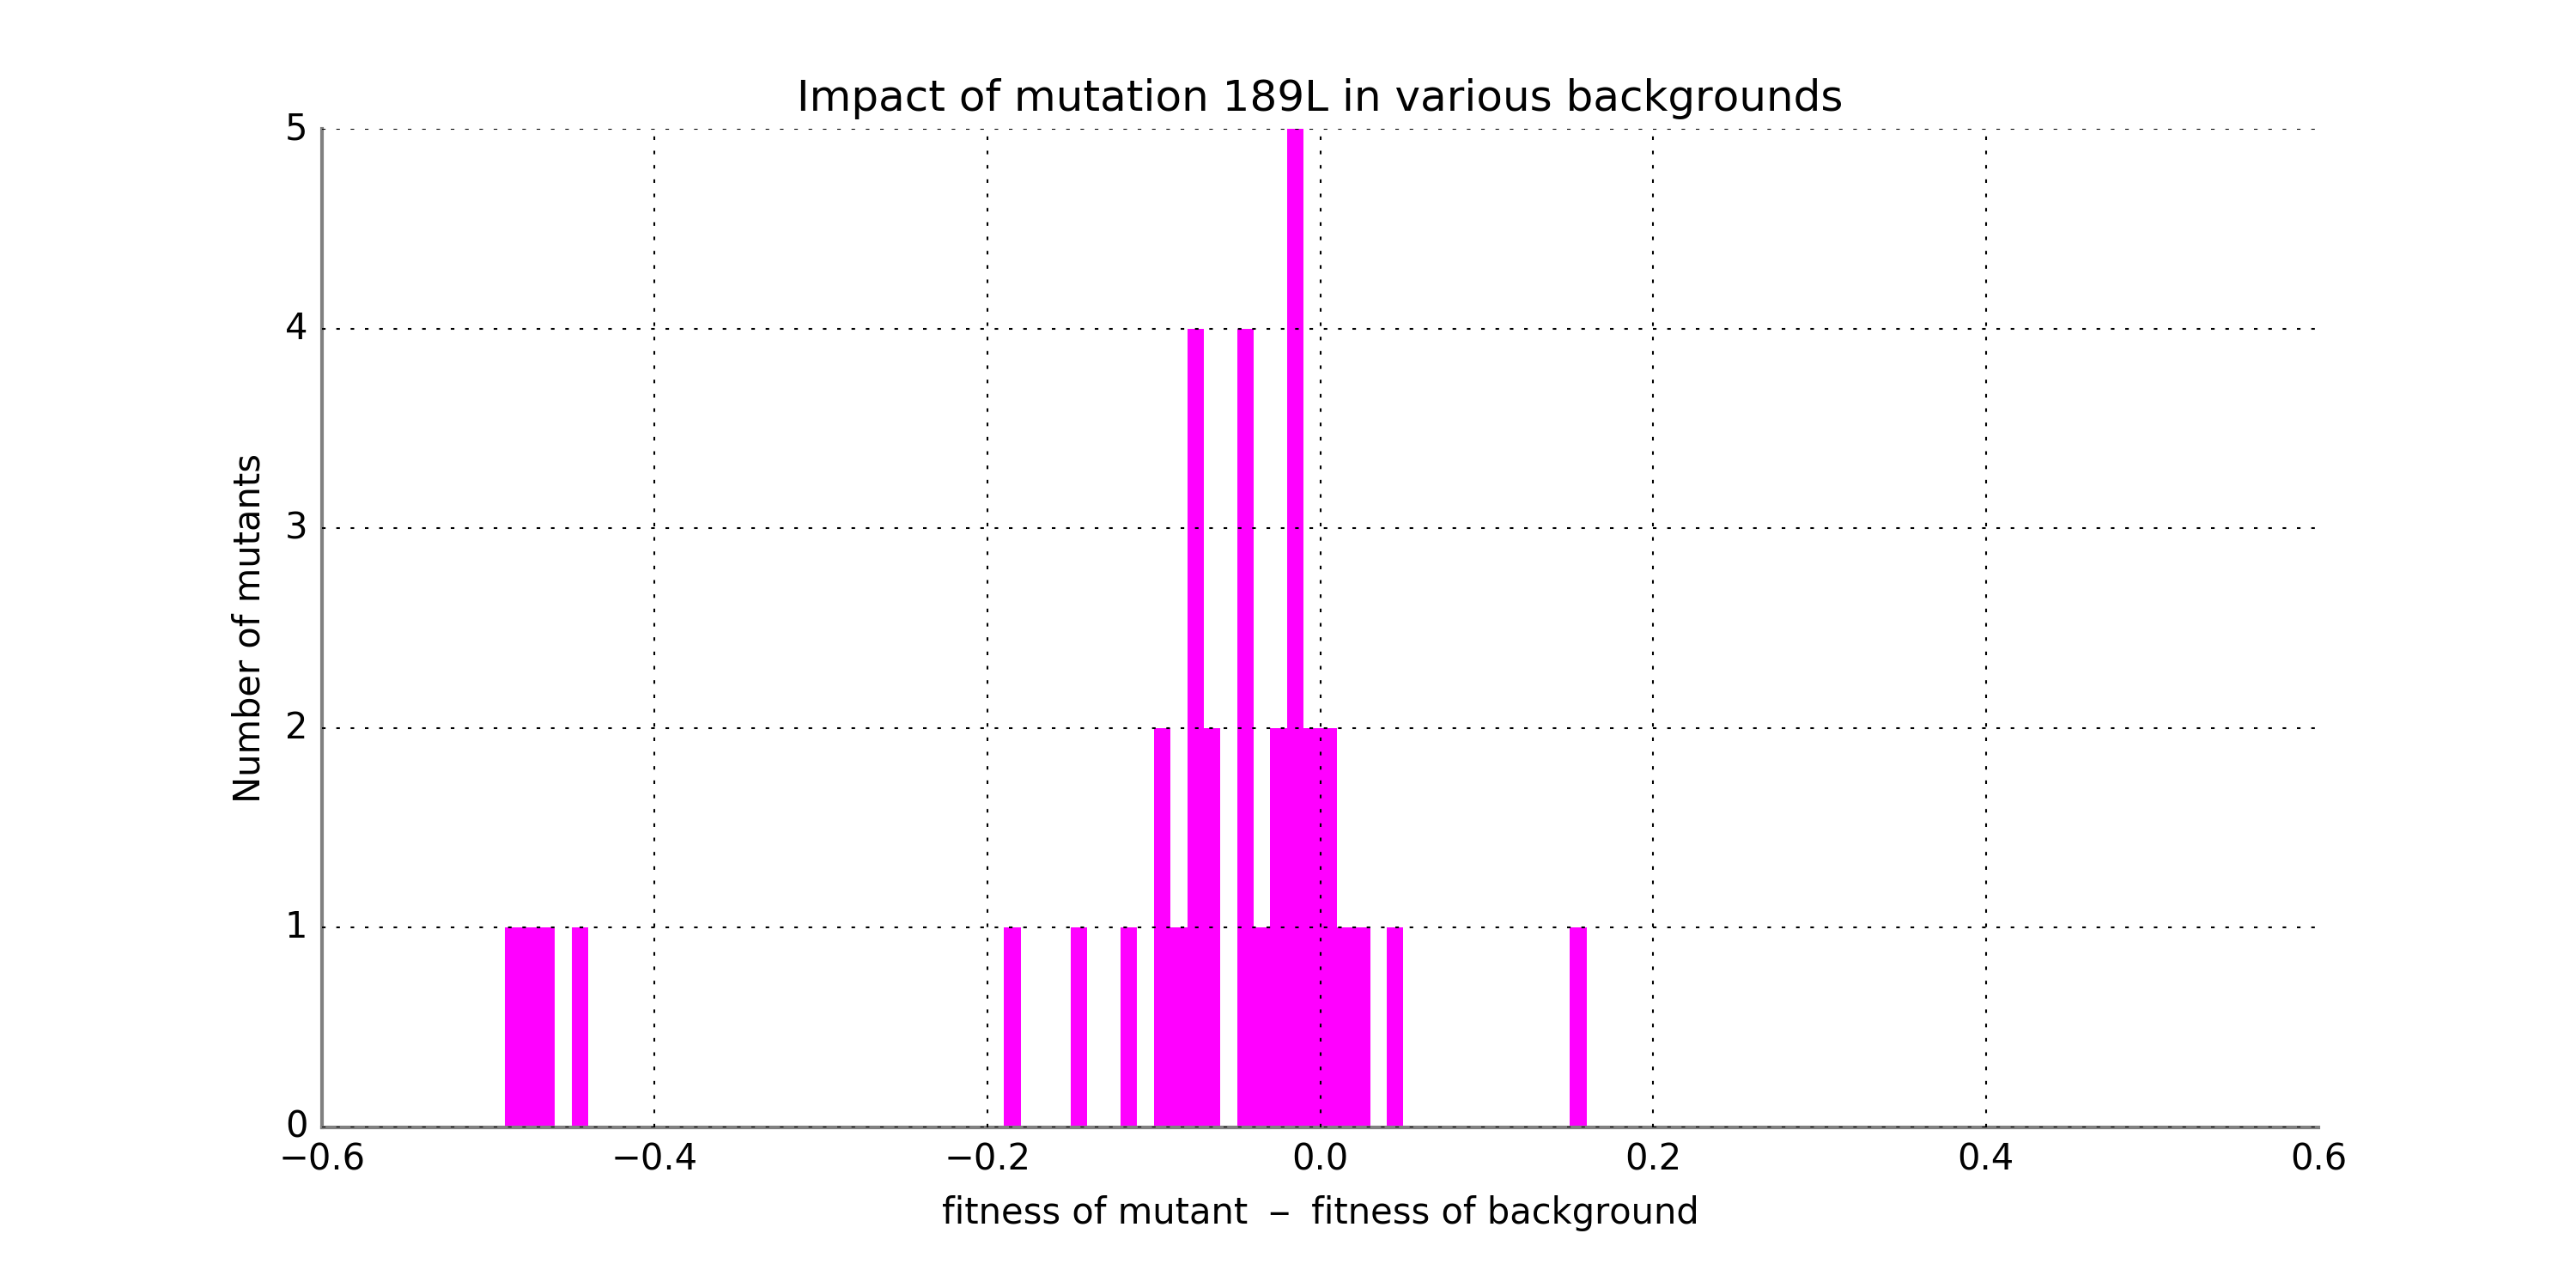 Impact of mutation 189L in various backgrounds
5
4
3
2
1
0
Number of mutants
−0.6 −0.4 −0.2 0.0 0.2 0.4 0.6
fitness of mutant − fitness of background